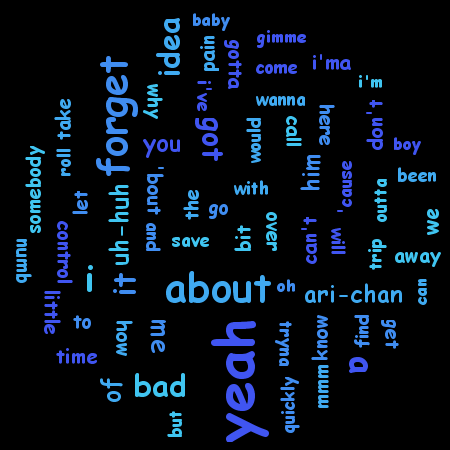 baby
idea
pain
gimme
gotta
come
i'ma
i'm
forget
why
i've
got
wanna
don't
take
roll
would
call
here
boy
you
somebody
him
'cause
been
let
uh-huh
'bout
and
the
go
with
outta
we
numb
control
save
bit
over
can't
will
trip
away
i.
it
about
oh
ari-chan
can
little
to
how
me
yeah
tryna
know
mmm
find
get
a
time
of
bad
quickly
but